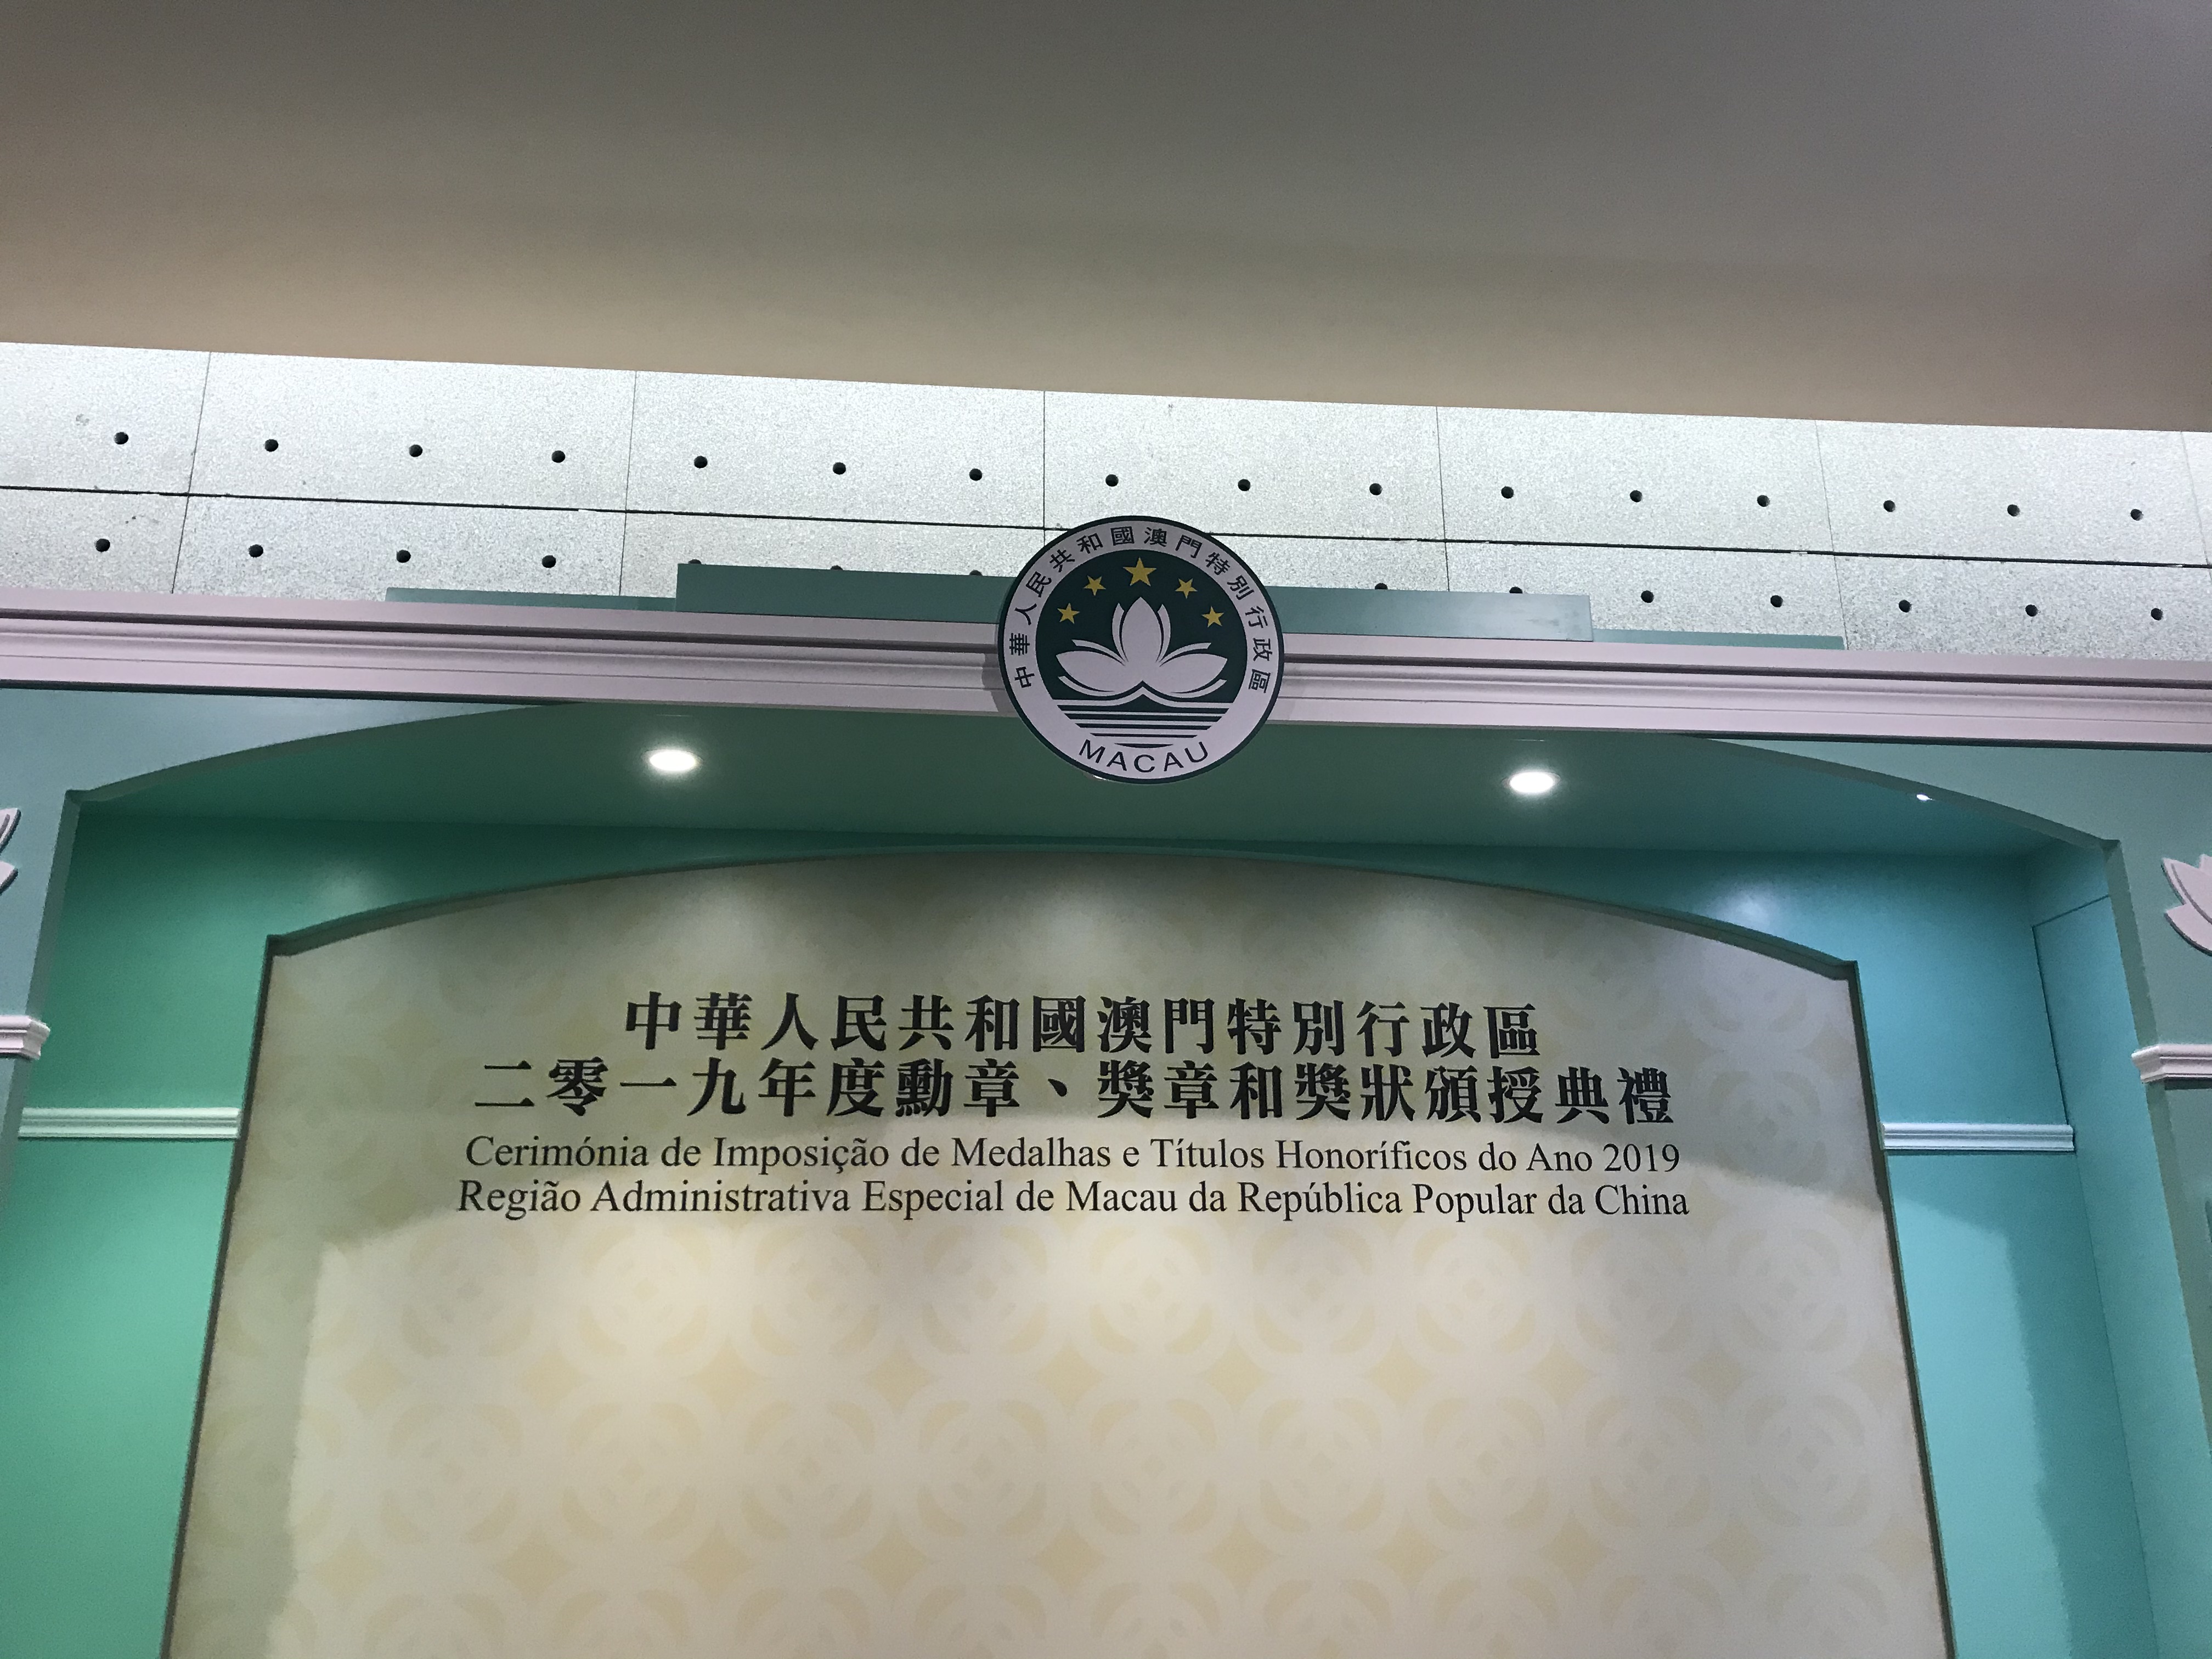 中華人民共和國澳門特別行政區
MACAU
中華人民共和國澳門特別行政區
二零一九年度勳章、獎章和獎狀頒授典禮
Cerimónia de Imposição de Medalhas e Títulos Honoríficos do Ano 2019
Região Administrativa Especial de Macau da República Popular da China